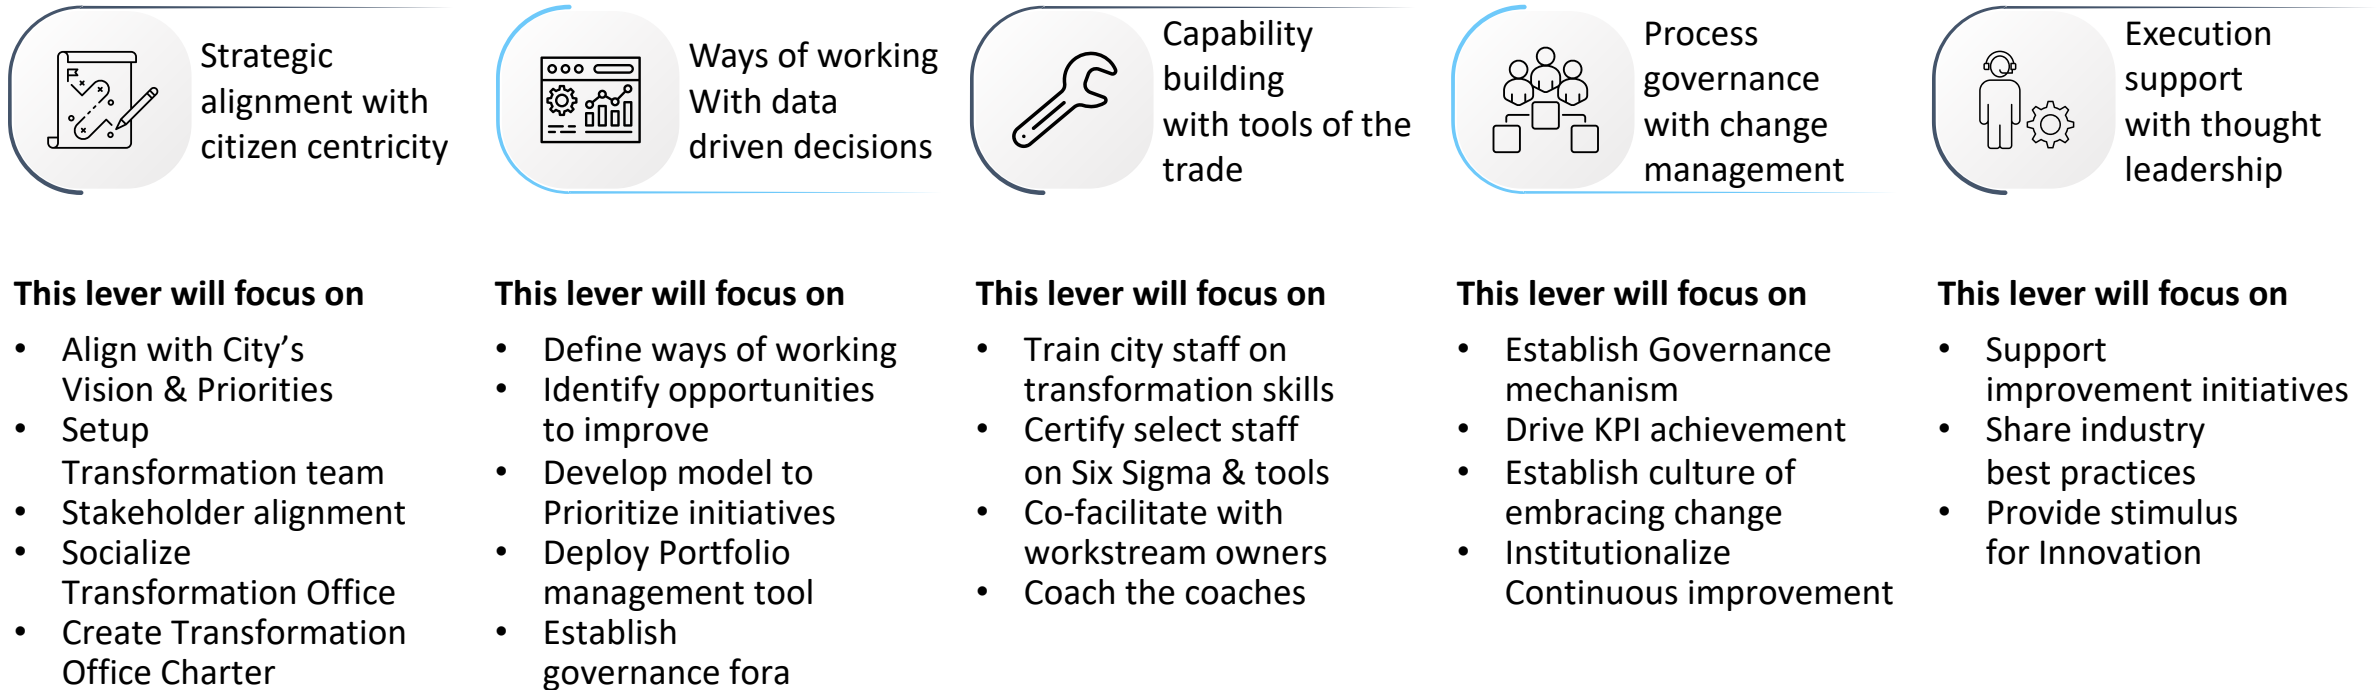 Strategic
alignment with
citizen centricity
Ways of working
With data
driven decisions
Capability
building
with tools of the
trade
Process
governance
with change
management
Execution
support
with thought
leadership
This lever will focus on
• Align with City’s
Vision & Priorities
• Setup
Transformation team
• Stakeholder alignment
• Socialize
Transformation Office
• Create Transformation
Office Charter
This lever will focus on
• Define ways of working
• Identify opportunities
to improve
• Develop model to
Prioritize initiatives
• Deploy Portfolio
management tool
• Establish
governance fora
This lever will focus on
• Train city staff on
transformation skills
• Certify select staff
on Six Sigma & tools
• Co-facilitate with
workstream owners
• Coach the coaches
This lever will focus on
• Establish Governance
mechanism
• Drive KPI achievement
• Establish culture of
embracing change
• Institutionalize
Continuous improvement
This lever will focus on
• Support
improvement initiatives
• Share industry
best practices
• Provide stimulus
for Innovation